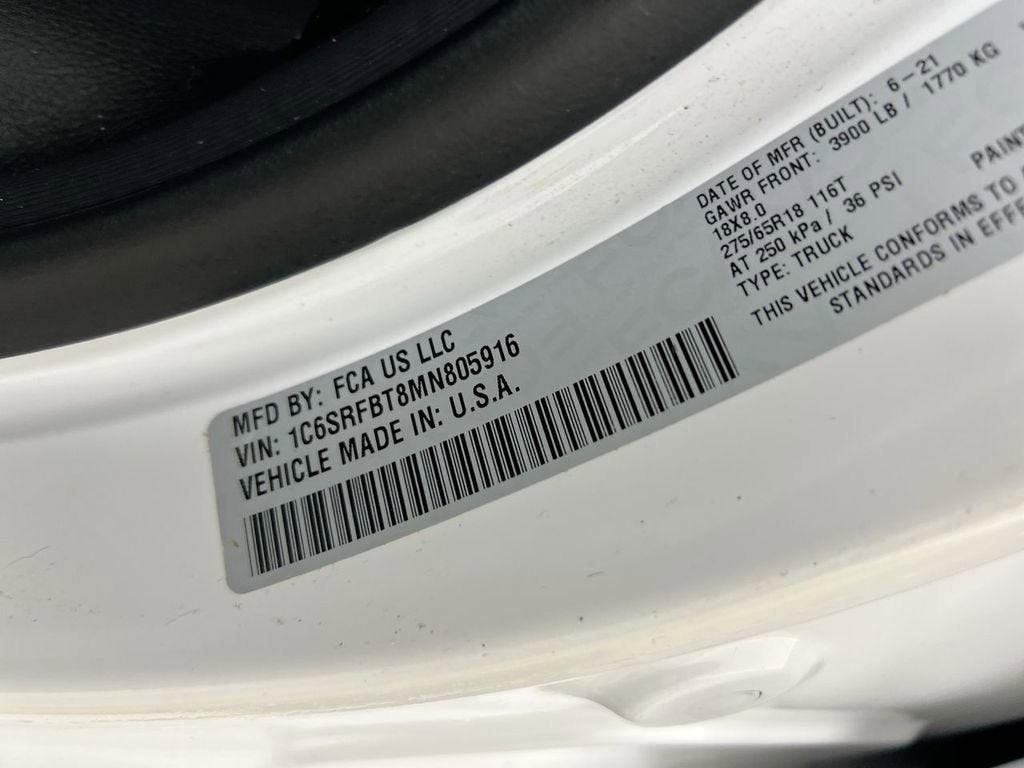 MFD BY: FCA US LLC
VIN: 1C6SRFBT8MN805916
VEHICLE MADE IN: U.S.A.
DATE OF MFR (BUILT): 6-21
GAWR FRONT: 3900 LB / 1770 KG
18X8.0
275/65R18 116T
AT 250 kPa / 36 PSI
TYPE: TRUCK
PAINT
THIS VEHICLE CONFORMS TO
STANDARDS IN EFFE